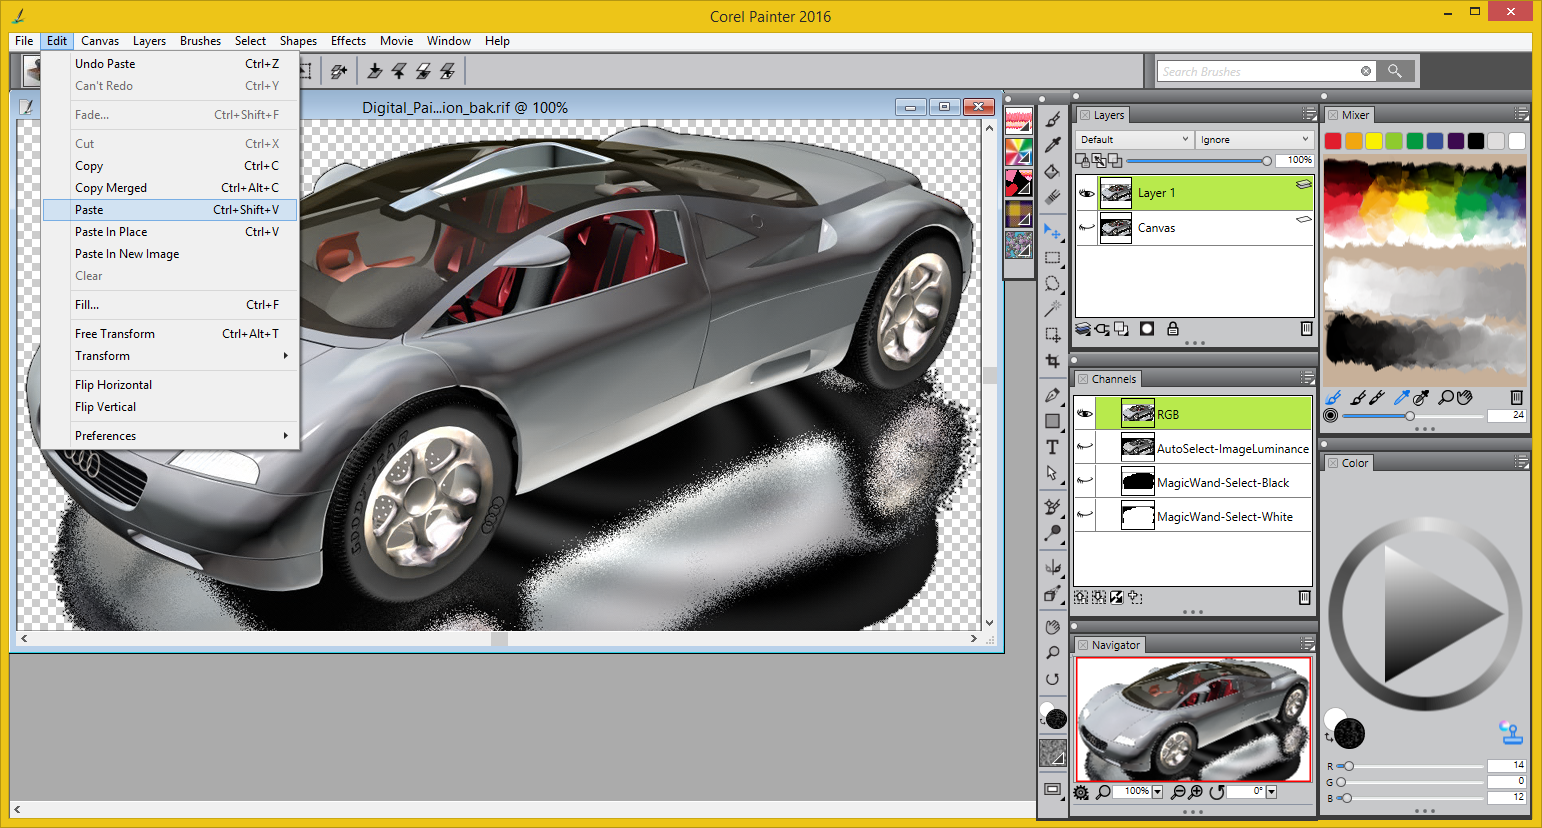 Corel Painter 2016
File Edit Canvas Layers Brushes Select Shapes Effects Movie Window Help
Undo Paste Ctrl+Z
Can't Redo Ctrl+Y
Fade... Ctrl+Shift+F
Cut Ctrl+X
Copy Ctrl+C
Copy Merged Ctrl+Alt+C
Paste Ctrl+Shift+V
Paste In Place Ctrl+V
Paste In New Image
Clear
Fill... Ctrl+F
Free Transform Ctrl+Alt+T
Transform
Flip Horizontal
Flip Vertical
Preferences
Search Brushes
Digital_Pai...ion_bak.rif @ 100%
Layers
Default Ignore
100%
Layer 1
Canvas
Channels
RGB
AutoSelect-ImageLuminance
MagicWand-Select-Black
MagicWand-Select-White
Navigator
100% 0°
Mixer
24
Color
R 14
G 0
B 12
T